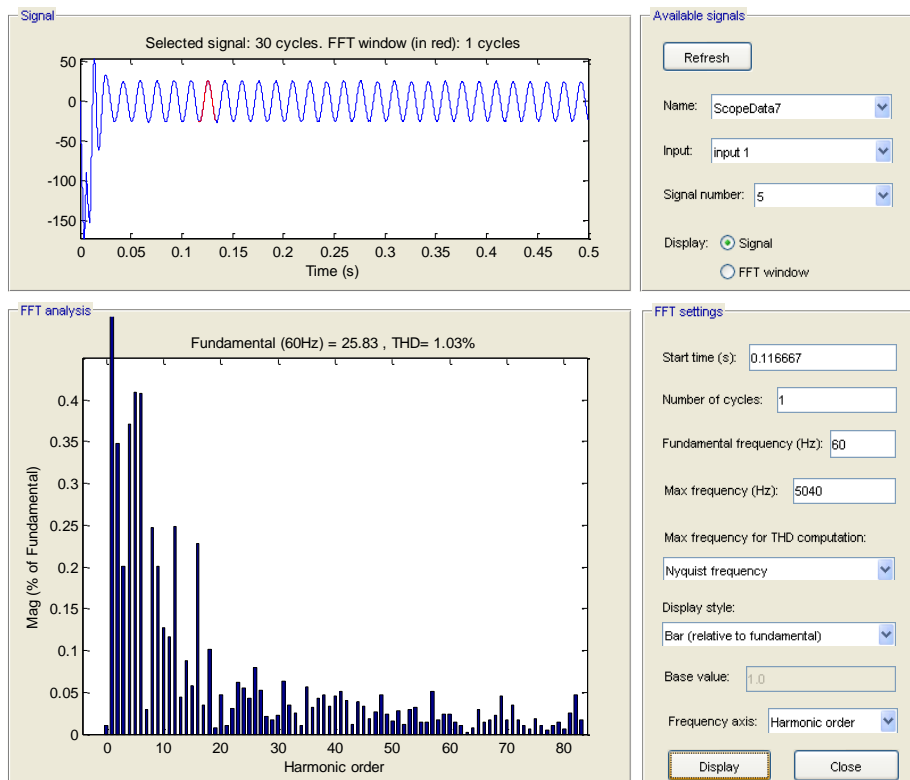 Signal
Selected signal: 30 cycles. FFT window (in red): 1 cycles
50
0
-50
-100
-150
0 0.05 0.1 0.15 0.2 0.25 0.3 0.35 0.4 0.45 0.5
Time (s)
Available signals
Refresh
Name: ScopeData7
Input: input 1
Signal number: 5
Display: Signal
FFT window
FFT analysis
Fundamental (60Hz) = 25.83 , THD= 1.03%
0.4
0.35
0.3
0.25
0.2
0.15
0.1
0.05
0
Mag (% of Fundamental)
0 10 20 30 40 50 60 70 80
Harmonic order
FFT settings
Start time (s): 0.116667
Number of cycles: 1
Fundamental frequency (Hz): 60
Max frequency (Hz): 5040
Max frequency for THD computation:
Nyquist frequency
Display style:
Bar (relative to fundamental)
Base value: 1.0
Frequency axis: Harmonic order
Display Close